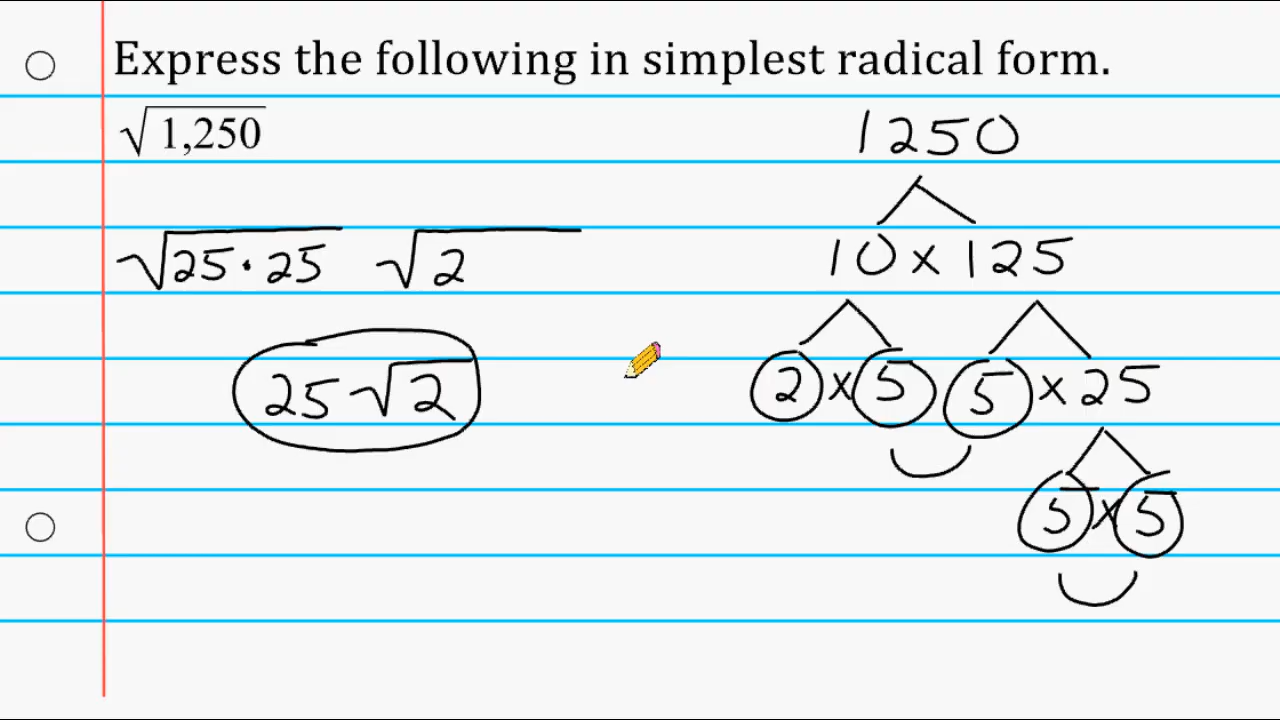 Express the following in simplest radical form.
√1,250
1250
10 x 125
√25·25 √2
2 x 5 5 x 25
25√2
5 x 5